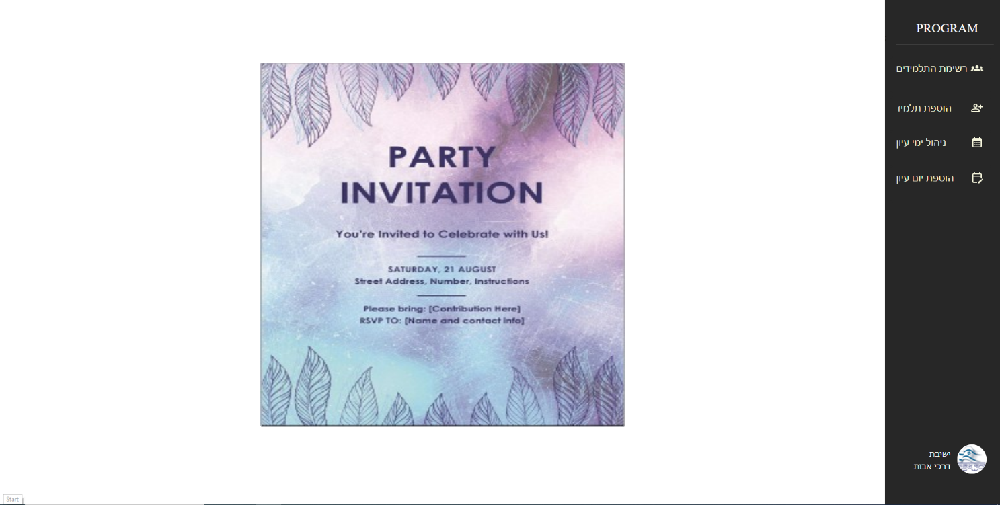 PROGRAM
רשימת התלמידים
הוספת תלמיד
ניהול ימי עיון
הוספת יום עיון
PARTY
INVITATION
You're Invited to Celebrate with Us!
SATURDAY, 21 AUGUST
Street Address, Number, Instructions
Please bring: [Contribution Here]
RSVP TO: [Name and contact info]
ישיבת
דרכי אבות
Start